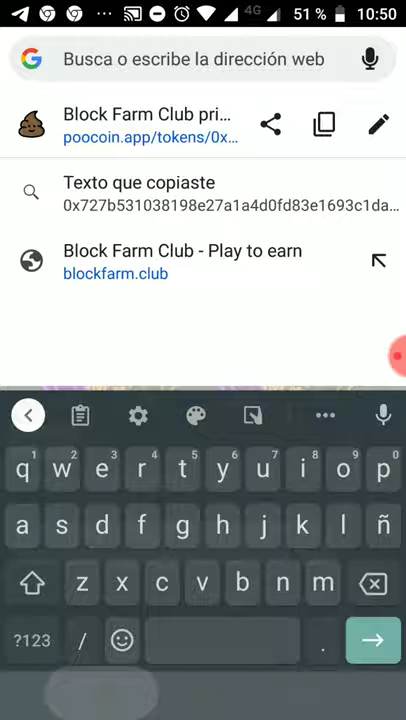 4G 51 % 10:50
Busca o escribe la dirección web
Block Farm Club pri...
poocoin.app/tokens/0x...
Texto que copiaste
0x727b531038198e27a1a4d0fd83e1693c1da...
Block Farm Club - Play to earn
blockfarm.club
1 2 3 4 5 6 7 8 9 0
q w e r t y u i o p
a s d f g h j k l ñ
z x c v b n m
?123 / .